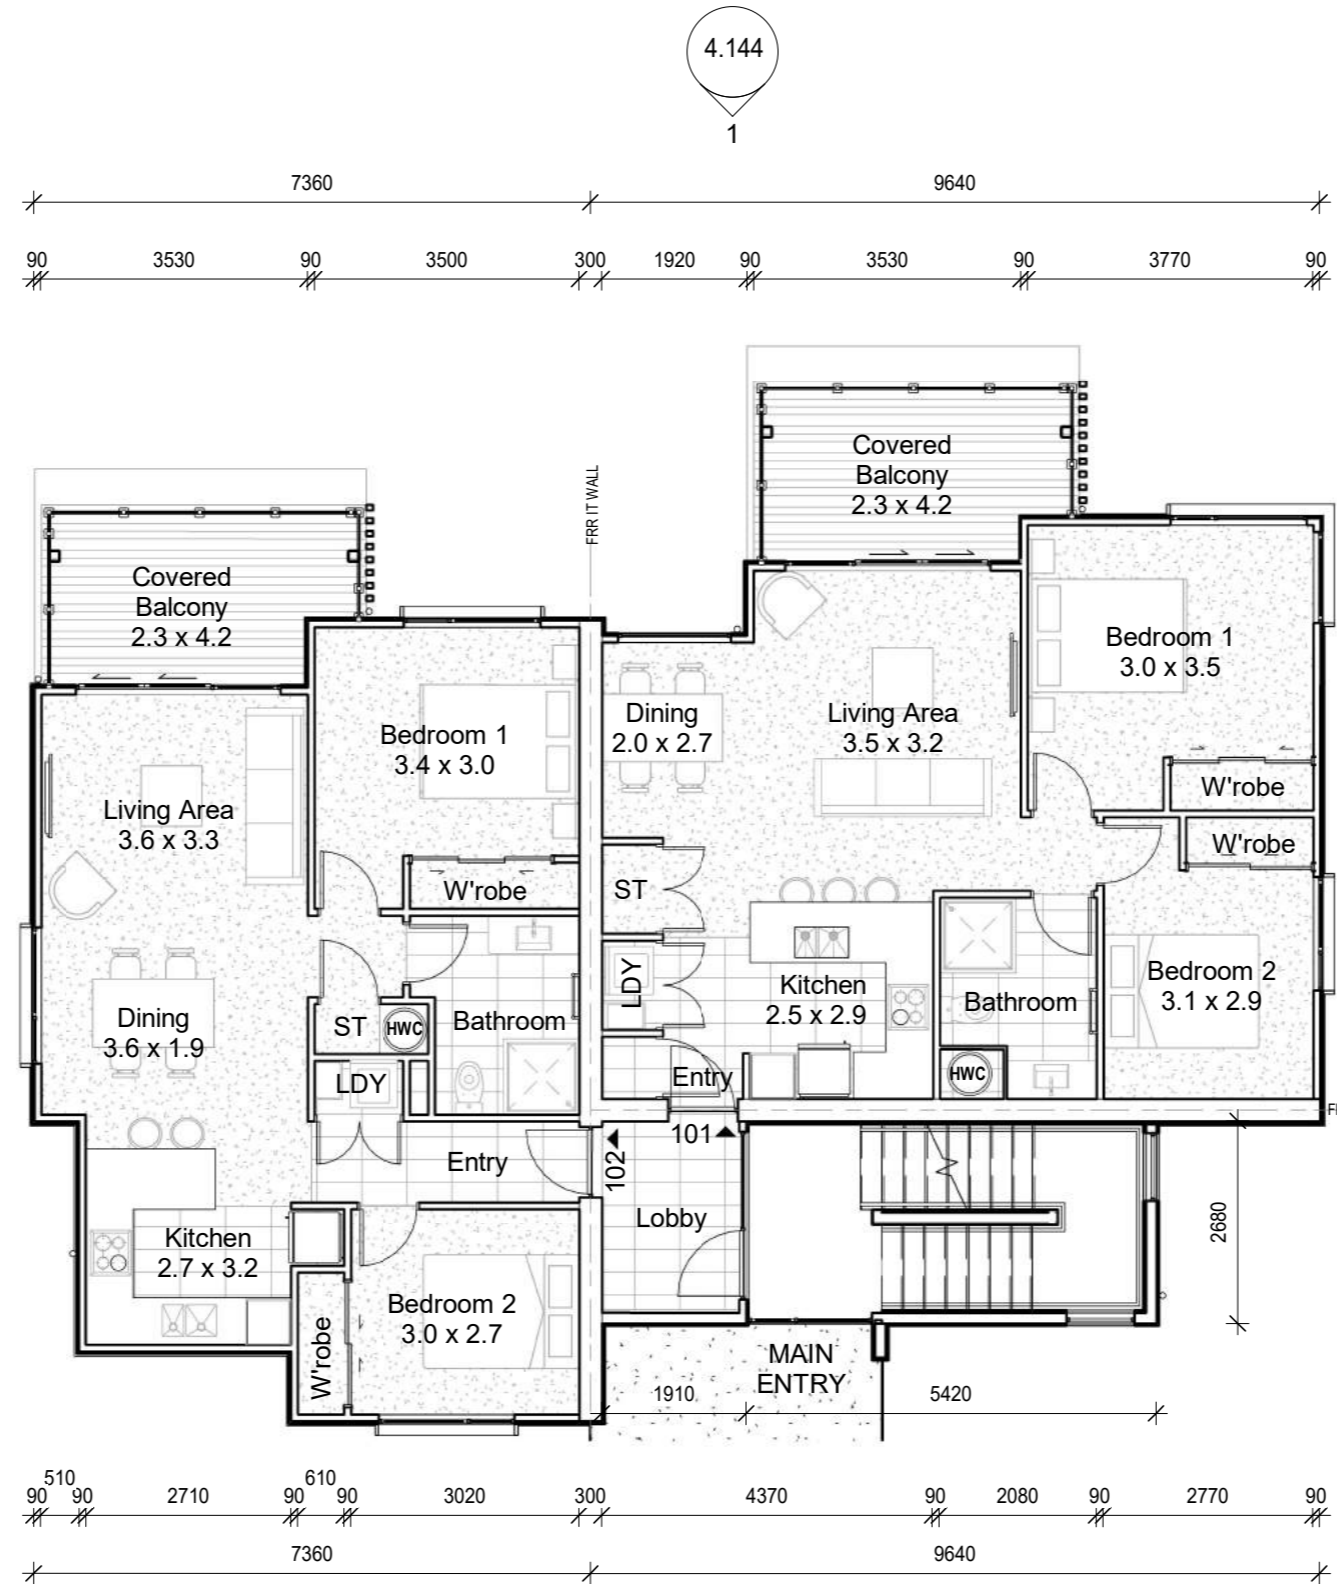 4.144
1
7360
9640
90
3530
90
3500
300
1920
90
3530
90
3770
90
FRR IT WALL
Covered
Balcony
2.3 x 4.2
Covered
Balcony
2.3 x 4.2
Bedroom 1
3.4 x 3.0
Dining
2.0 x 2.7
Living Area
3.5 x 3.2
Bedroom 1
3.0 x 3.5
W'robe
W'robe
Living Area
3.6 x 3.3
W'robe
ST
LDY
Kitchen
2.5 x 2.9
Bathroom
Bedroom 2
3.1 x 2.9
Dining
3.6 x 1.9
ST
HWC
Bathroom
LDY
Entry
HWC
FI
101
102
Entry
Lobby
2680
Kitchen
2.7 x 3.2
Bedroom 2
3.0 x 2.7
W'robe
MAIN
ENTRY
1910
5420
510
610
90
90
2710
90
90
3020
300
4370
90
2080
90
2770
90
7360
9640